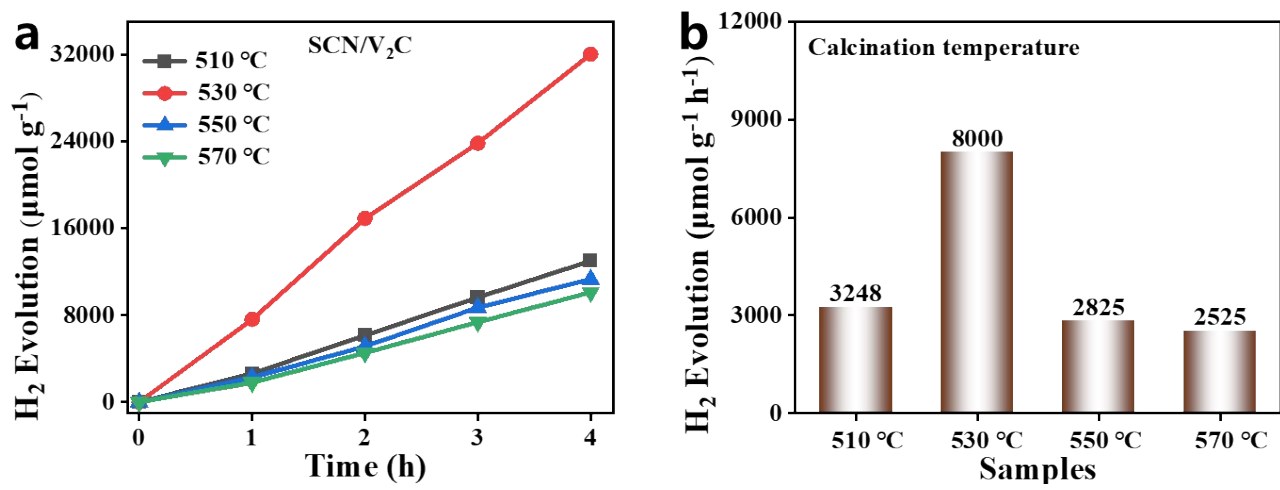 a
SCN/V₂C
510 °C
530 °C
550 °C
570 °C
H₂ Evolution (μmol g⁻¹)
32000
24000
16000
8000
0
0 1 2 3 4
Time (h)
b
Calcination temperature
H₂ Evolution (μmol g⁻¹ h⁻¹)
12000
9000
6000
3000
0
3248
8000
2825
2525
510 °C 530 °C 550 °C 570 °C
Samples